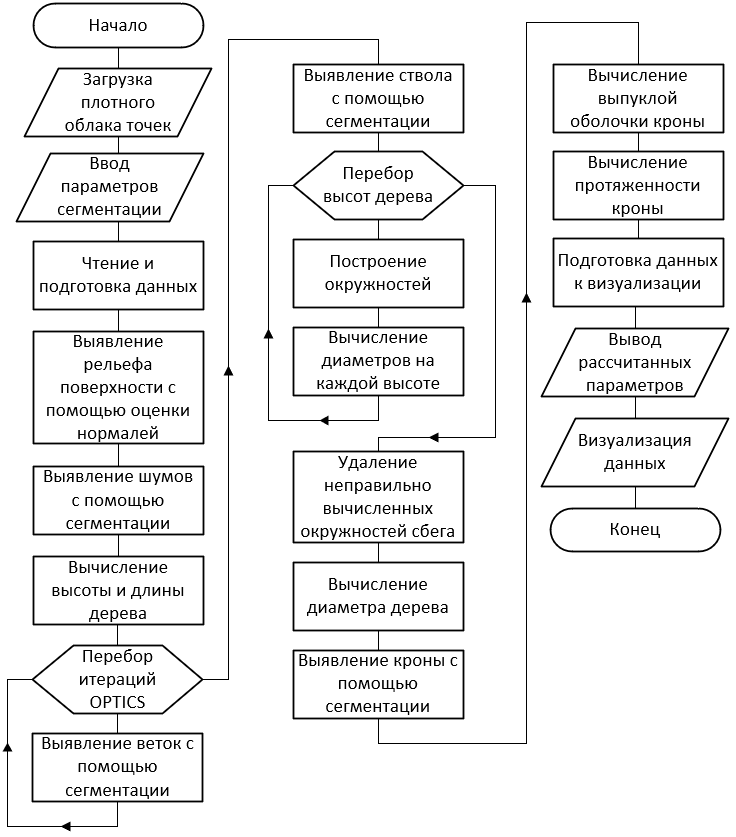 Начало
Загрузка
плотного
облака точек
Ввод
параметров
сегментации
Чтение и
подготовка данных
Выявление
рельефа
поверхности с
помощью оценки
нормалей
Выявление шумов
с помощью
сегментации
Вычисление
высоты и длины
дерева
Перебор
итераций
OPTICS
Выявление веток с
помощью
сегментации
Выявление ствола
с помощью
сегментации
Перебор
высот дерева
Построение
окружностей
Вычисление
диаметров на
каждой высоте
Удаление
неправильно
вычисленных
окружностей сбега
Вычисление
диаметра дерева
Выявление кроны с
помощью
сегментации
Вычисление
выпуклой
оболочки кроны
Вычисление
протяженности
кроны
Подготовка данных
к визуализации
Вывод
рассчитанных
параметров
Визуализация
данных
Конец